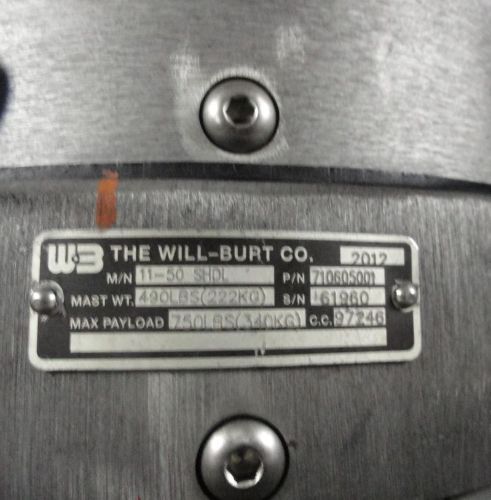 WB THE WILL-BURT CO. 2012
M/N 11-50 SHDL P/N 710605001
MAST WT. 490LBS(222KG) S/N 61960
MAX PAYLOAD 750LBS(340KG) C.C. 97246